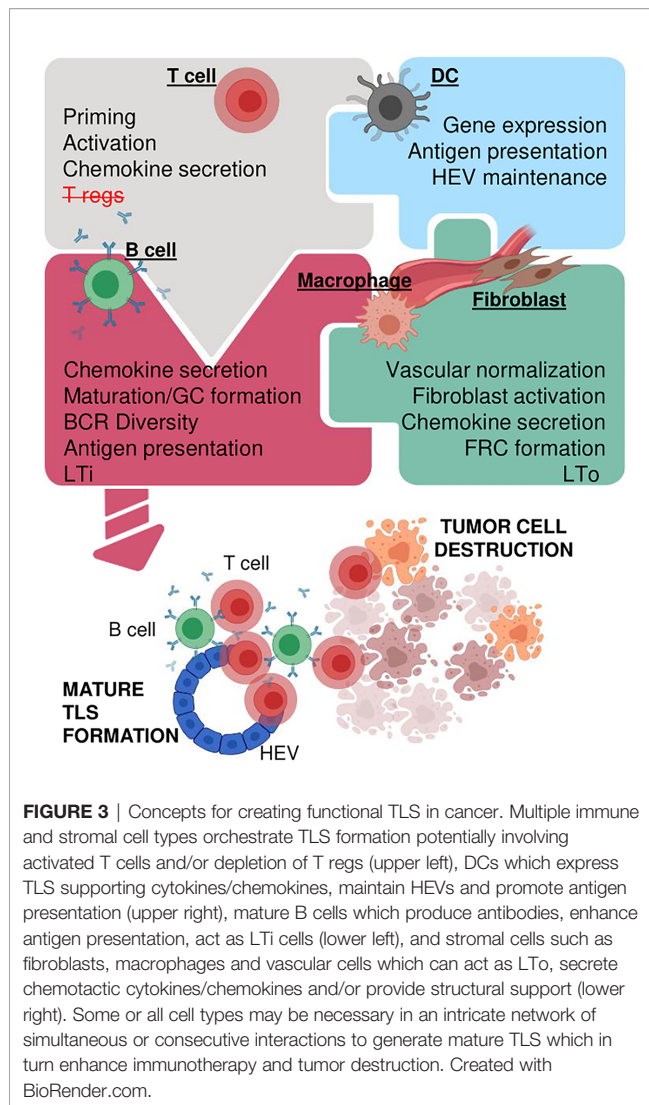 T cell
Priming
Activation
Chemokine secretion
T regs
DC
Gene expression
Antigen presentation
HEV maintenance
B cell
Chemokine secretion
Maturation/GC formation
BCR Diversity
Antigen presentation
LTi
Macrophage
Fibroblast
Vascular normalization
Fibroblast activation
Chemokine secretion
FRC formation
LTo
TUMOR CELL
DESTRUCTION
T cell
B cell
MATURE
TLS
FORMATION
HEV
FIGURE 3 | Concepts for creating functional TLS in cancer. Multiple immune
and stromal cell types orchestrate TLS formation potentially involving
activated T cells and/or depletion of T regs (upper left), DCs which express
TLS supporting cytokines/chemokines, maintain HEVs and promote antigen
presentation (upper right), mature B cells which produce antibodies, enhance
antigen presentation, act as LTi cells (lower left), and stromal cells such as
fibroblasts, macrophages and vascular cells which can act as LTo, secrete
chemotactic cytokines/chemokines and/or provide structural support (lower
right). Some or all cell types may be necessary in an intricate network of
simultaneous or consecutive interactions to generate mature TLS which in
turn enhance immunotherapy and tumor destruction. Created with
BioRender.com.